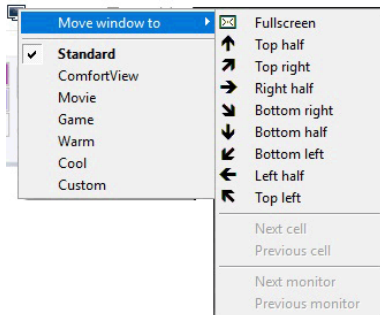 Move window to
Standard
ComfortView
Movie
Game
Warm
Cool
Custom
Fullscreen
Top half
Top right
Right half
Bottom right
Bottom half
Bottom left
Left half
Top left
Next cell
Previous cell
Next monitor
Previous monitor